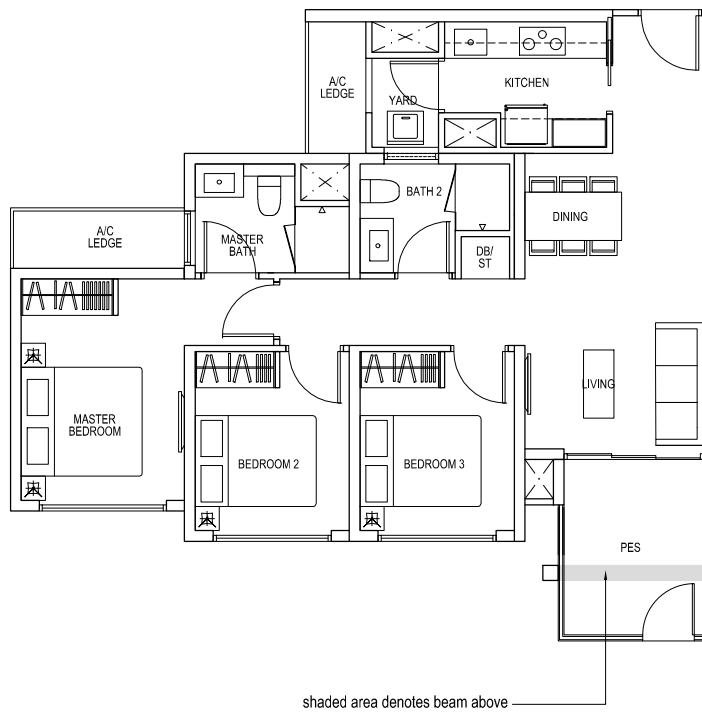 A/C
LEDGE
KITCHEN
YARD
BATH 2
MASTER
BATH
DINING
A/C
LEDGE
DB/
ST
LIVING
MASTER
BEDROOM
BEDROOM 2
BEDROOM 3
PES
shaded area denotes beam above